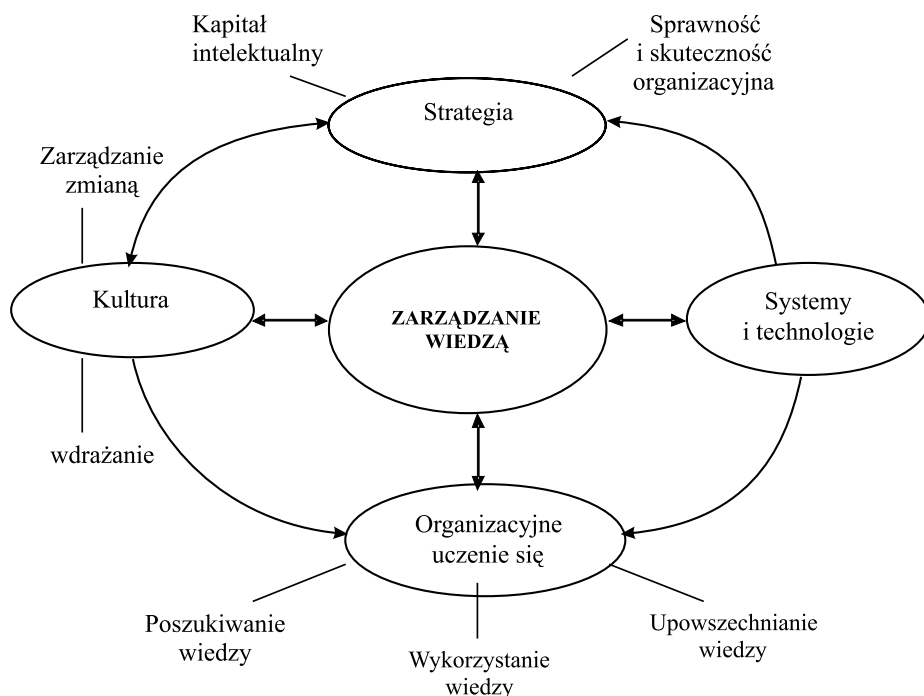 Kapitał
intelektualny
Sprawność
i skuteczność
organizacyjna
Strategia
Zarządzanie
zmianą
Kultura
ZARZĄDZANIE
WIEDZĄ
Systemy
i technologie
wdrażanie
Organizacyjne
uczenie się
Poszukiwanie
wiedzy
Wykorzystanie
wiedzy
Upowszechnianie
wiedzy